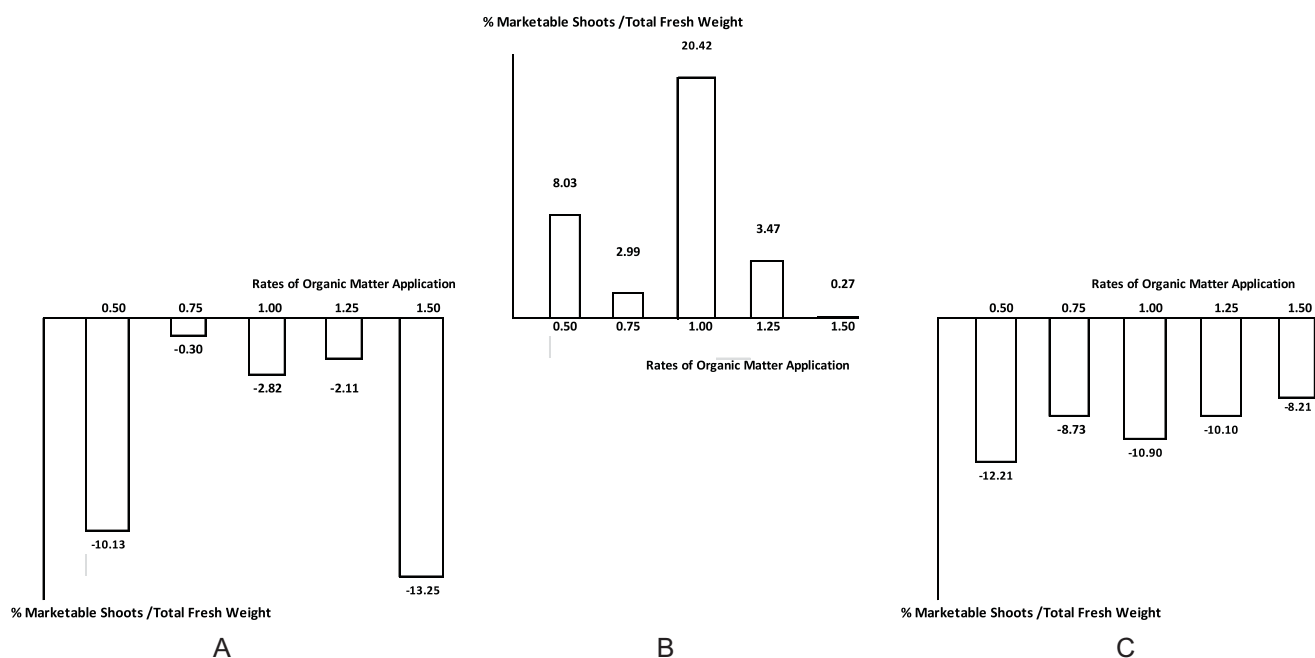 % Marketable Shoots /Total Fresh Weight
20.42
8.03
2.99
3.47
0.27
0.50 0.75 1.00 1.25 1.50
Rates of Organic Matter Application
Rates of Organic Matter Application
0.50 0.75 1.00 1.25 1.50
-0.30
-2.82 -2.11
-10.13
-13.25
% Marketable Shoots /Total Fresh Weight
Rates of Organic Matter Application
0.50 0.75 1.00 1.25 1.50
-8.21
-8.73 -10.10
-10.90
-12.21
% Marketable Shoots /Total Fresh Weight
A B C